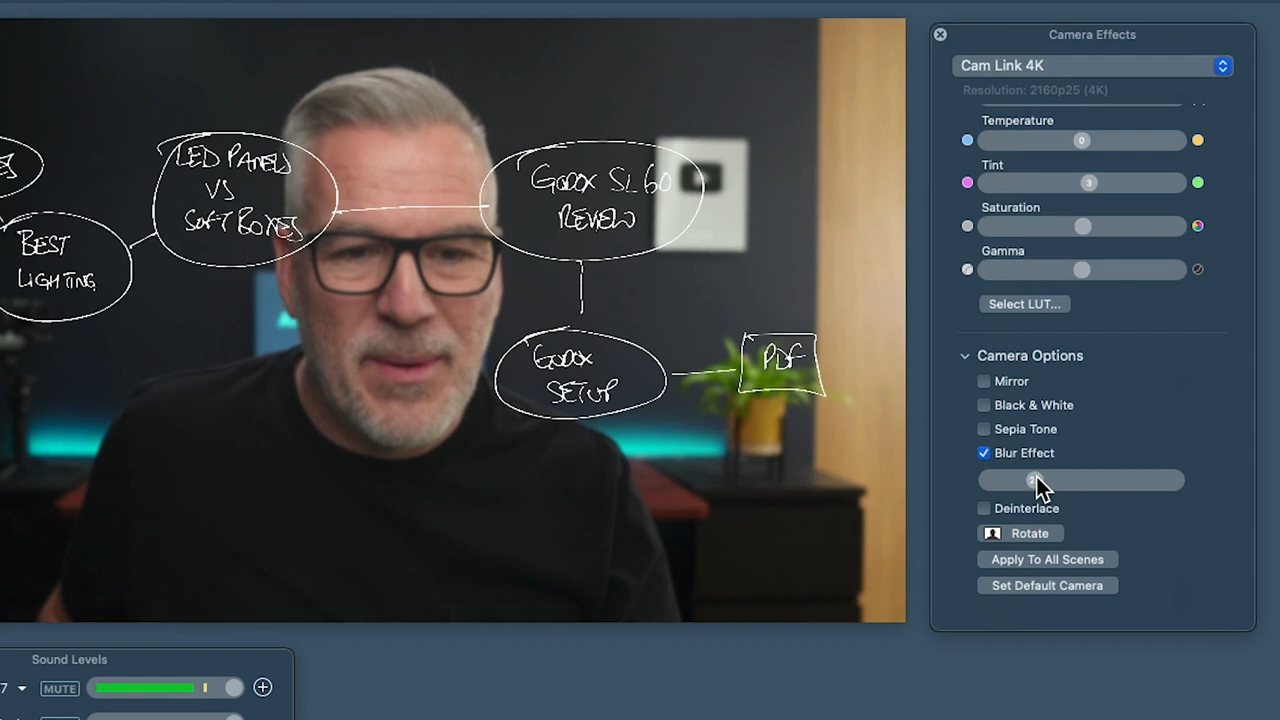 Camera Effects
Cam Link 4K
Resolution: 2160p25 (4K)
Temperature
0
Tint
3
Saturation
Gamma
Select LUT...
Camera Options
Mirror
Black & White
Sepia Tone
Blur Effect
Deinterlace
Rotate
Apply To All Scenes
Set Default Camera
BEST
LIGHTING
LED PANELS
VS
SOFT BOXES
GODOX SL60
REVIEW
GODOX
SETUP
PDF
Sound Levels
7
MUTE